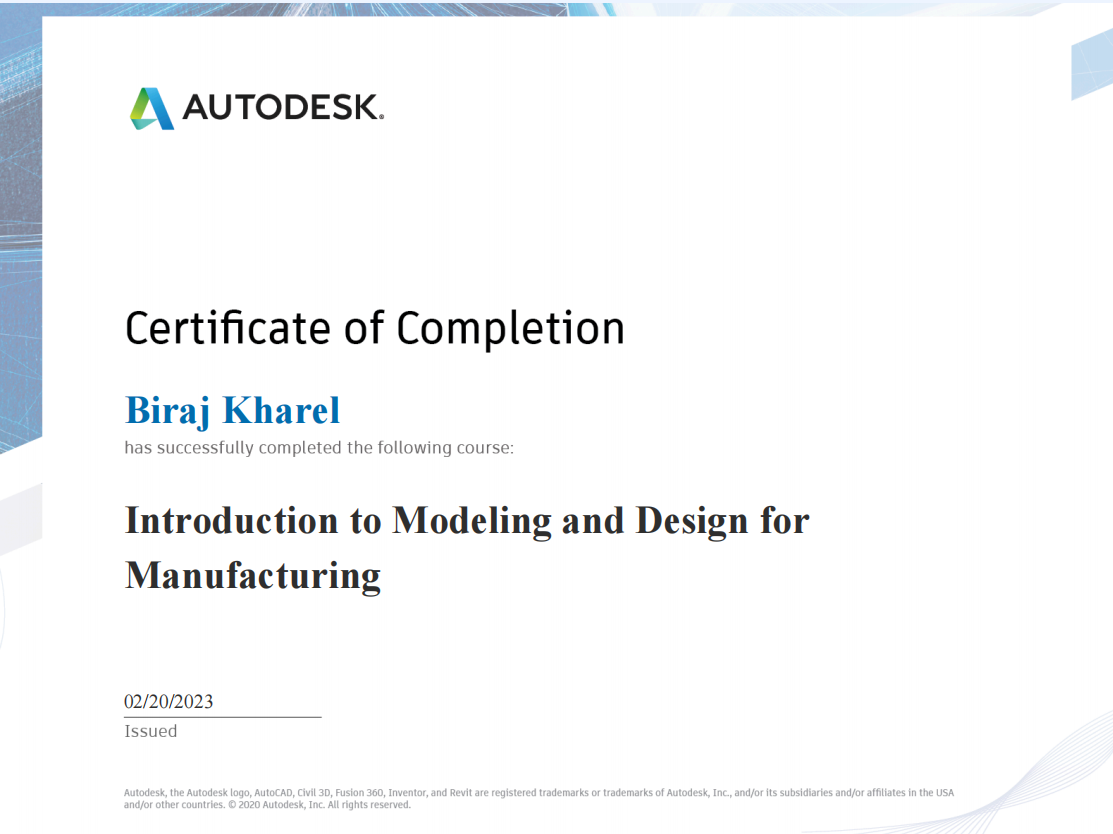 AUTODESK®
Certificate of Completion
Biraj Kharel
has successfully completed the following course:
Introduction to Modeling and Design for
Manufacturing
02/20/2023
Issued
Autodesk, the Autodesk logo, AutoCAD, Civil 3D, Fusion 360, Inventor, and Revit are registered trademarks or trademarks of Autodesk, Inc., and/or its subsidiaries and/or affiliates in the USA
and/or other countries. © 2020 Autodesk, Inc. All rights reserved.